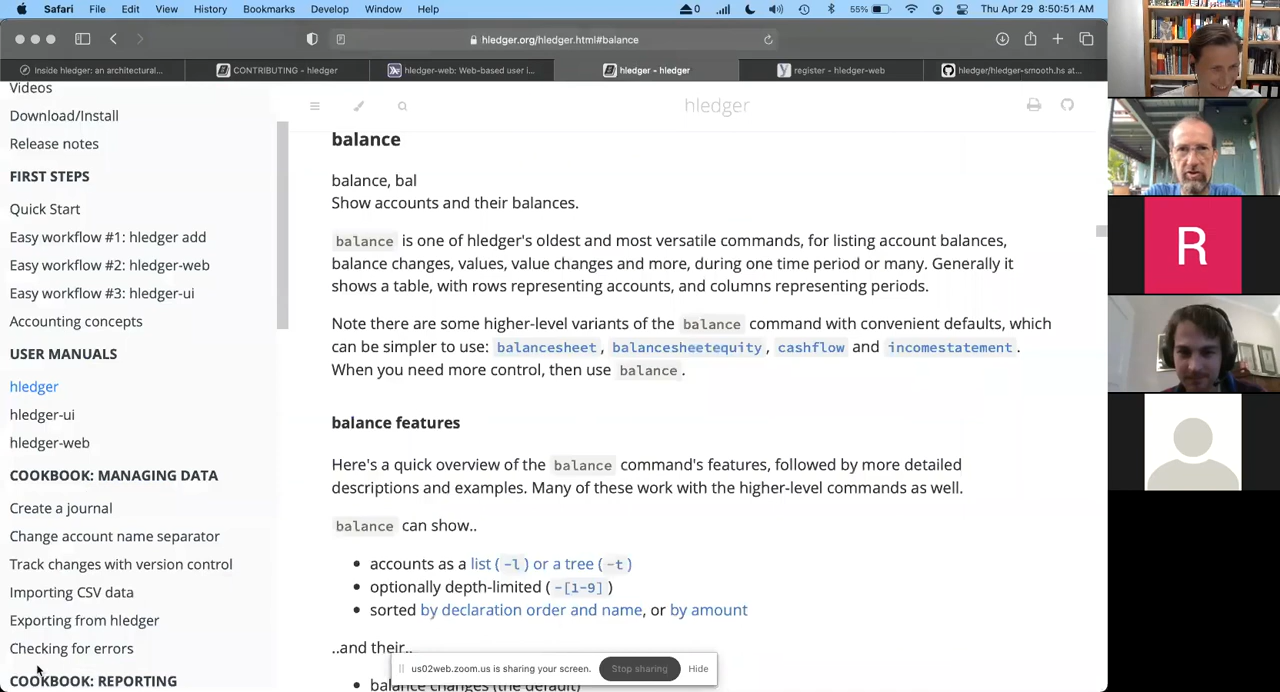 Safari File Edit View History Bookmarks Develop Window Help 0 55% Thu Apr 29 8:50:51 AM
hledger.org/hledger.html#balance
Inside hledger: an architectural... CONTRIBUTING - hledger hledger-web: Web-based user i... hledger - hledger register - hledger-web hledger/hledger-smooth.hs at...
Videos
Download/Install
Release notes
FIRST STEPS
Quick Start
Easy workflow #1: hledger add
Easy workflow #2: hledger-web
Easy workflow #3: hledger-ui
Accounting concepts
USER MANUALS
hledger
hledger-ui
hledger-web
COOKBOOK: MANAGING DATA
Create a journal
Change account name separator
Track changes with version control
Importing CSV data
Exporting from hledger
Checking for errors
COOKBOOK: REPORTING
hledger
balance
balance, bal
Show accounts and their balances.
balance is one of hledger's oldest and most versatile commands, for listing account balances,
balance changes, values, value changes and more, during one time period or many. Generally it
shows a table, with rows representing accounts, and columns representing periods.
Note there are some higher-level variants of the balance command with convenient defaults, which
can be simpler to use: balancesheet, balancesheetequity, cashflow and incomestatement.
When you need more control, then use balance.
balance features
Here's a quick overview of the balance command's features, followed by more detailed
descriptions and examples. Many of these work with the higher-level commands as well.
balance can show..
• accounts as a list (-l) or a tree (-t)
• optionally depth-limited (-[1-9])
• sorted by declaration order and name, or by amount
..and their..
• balance changes (the default)
us02web.zoom.us is sharing your screen. Stop sharing Hide
R